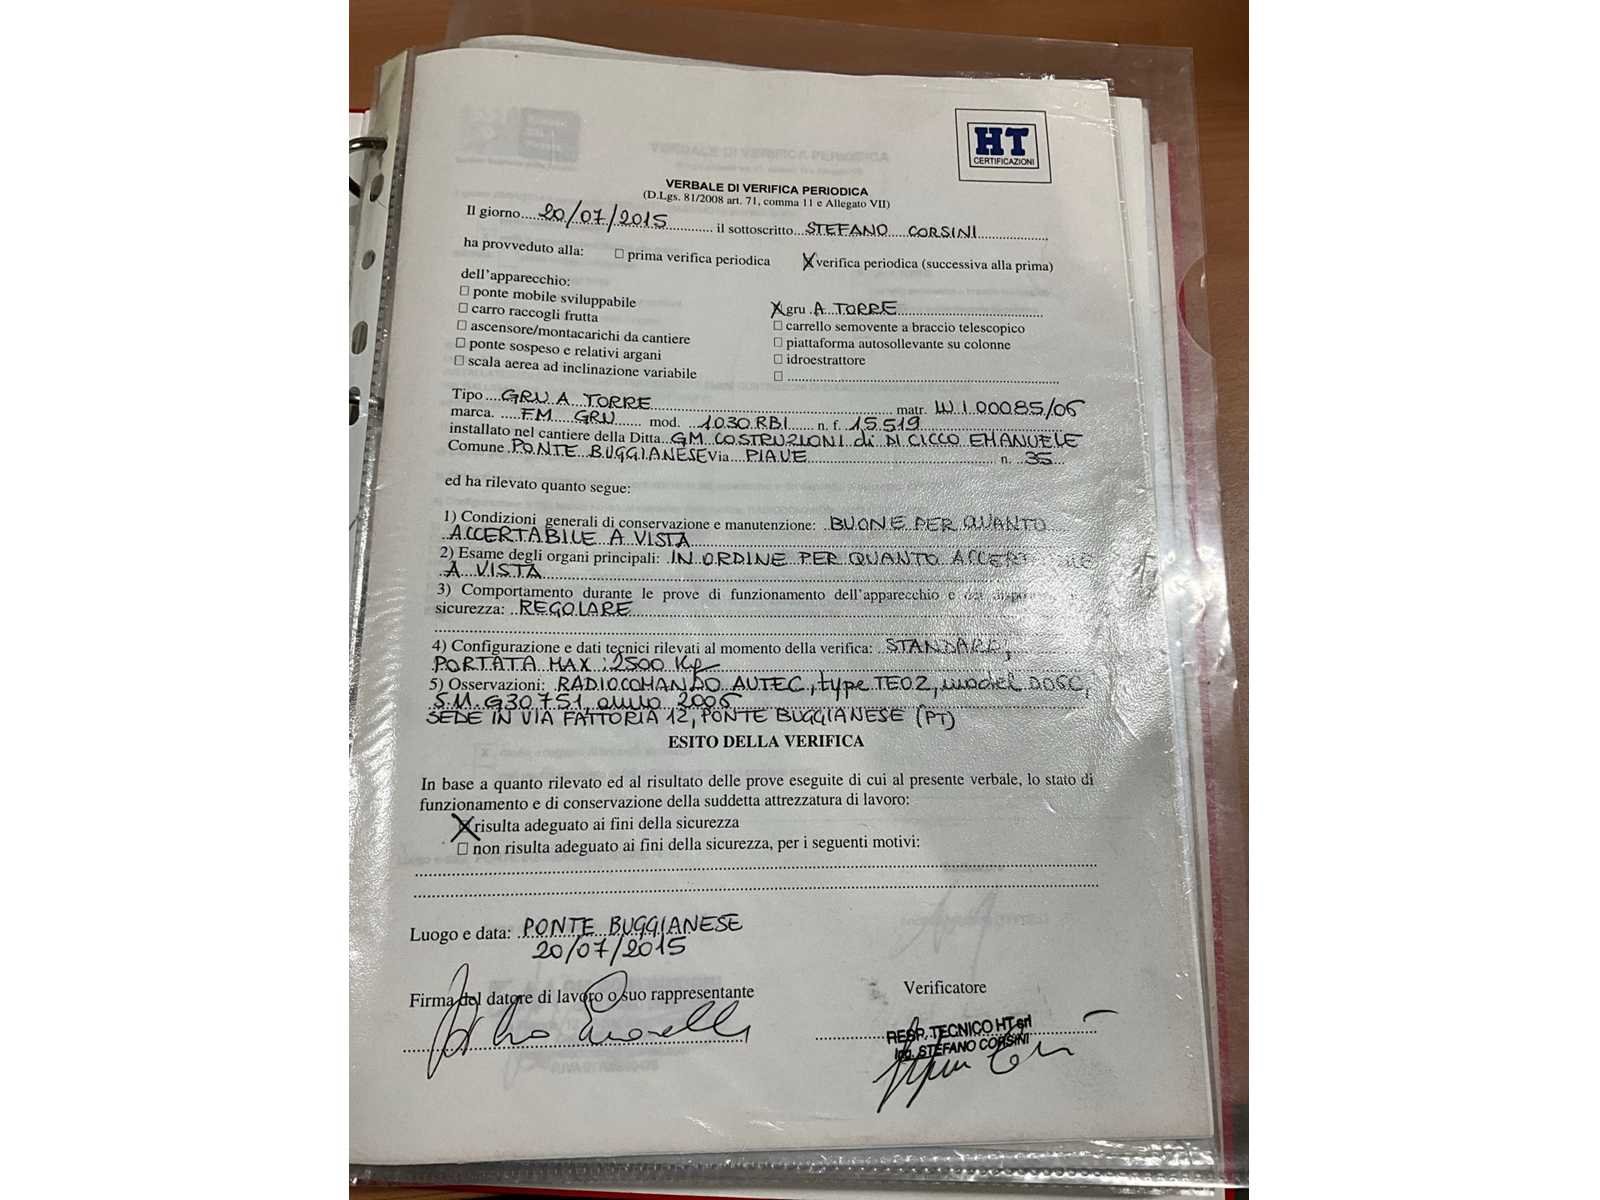 HT
CERTIFICAZIONI
VERBALE DI VERIFICA PERIODICA
(D.Lgs. 81/2008 art. 71, comma 11 e Allegato VII)
Il giorno 20/07/2015 il sottoscritto STEFANO CORSINI
ha provveduto alla: ☐ prima verifica periodica ☒ verifica periodica (successiva alla prima)
dell'apparecchio:
☐ ponte mobile sviluppabile
☐ carro raccogli frutta
☐ ascensore/montacarichi da cantiere
☐ ponte sospeso e relativi argani
☐ scala aerea ad inclinazione variabile
☒ gru A TORRE
☐ carrello semovente a braccio telescopico
☐ piattaforma autosollevante su colonne
☐ idroestrattore
☐
Tipo GRU A TORRE matr. W I 00085/06
marca. FM GRU mod. 1030 RBI n. f. 15519
installato nel cantiere della Ditta GM COSTRUZIONI di DI CICCO EMANUELE
Comune PONTE BUGGIANESE Via PIAVE n. 35
ed ha rilevato quanto segue:
1) Condizioni generali di conservazione e manutenzione: BUONE PER QUANTO
ACCERTABILE A VISTA
2) Esame degli organi principali: IN ORDINE PER QUANTO
A VISTA
3) Comportamento durante le prove di funzionamento dell'apparecchio e
sicurezza: REGOLARE
4) Configurazione e dati tecnici rilevati al momento della verifica: STANDARD,
PORTATA MAX: 2500 Kg
5) Osservazioni: RADIOCOMANDO AUTEC, type TE02, model
S.M. G30751, anno 2006
SEDE IN VIA FATTORIA 12, PONTE BUGGIANESE (PT)
ESITO DELLA VERIFICA
In base a quanto rilevato ed al risultato delle prove eseguite di cui al presente verbale, lo stato di
funzionamento e di conservazione della suddetta attrezzatura di lavoro:
☒ risulta adeguato ai fini della sicurezza
☐ non risulta adeguato ai fini della sicurezza, per i seguenti motivi:
Luogo e data: PONTE BUGGIANESE
20/07/2015
Firma del datore di lavoro o suo rappresentante
Verificatore
RESP. TECNICO HT srl
Ing. STEFANO CORSINI